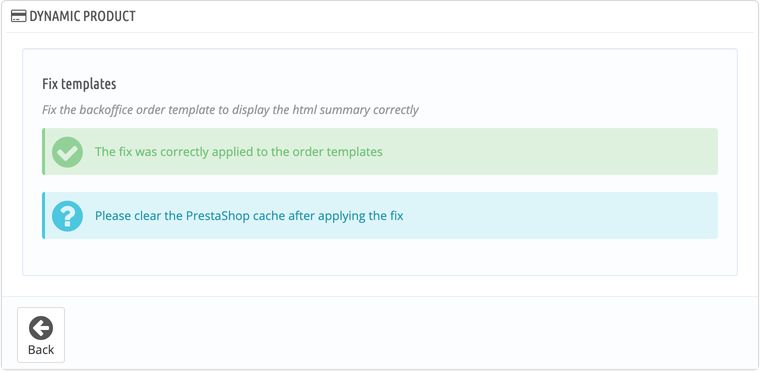 DYNAMIC PRODUCT
Fix templates
Fix the backoffice order template to display the html summary correctly
The fix was correctly applied to the order templates
Please clear the PrestaShop cache after applying the fix
Back